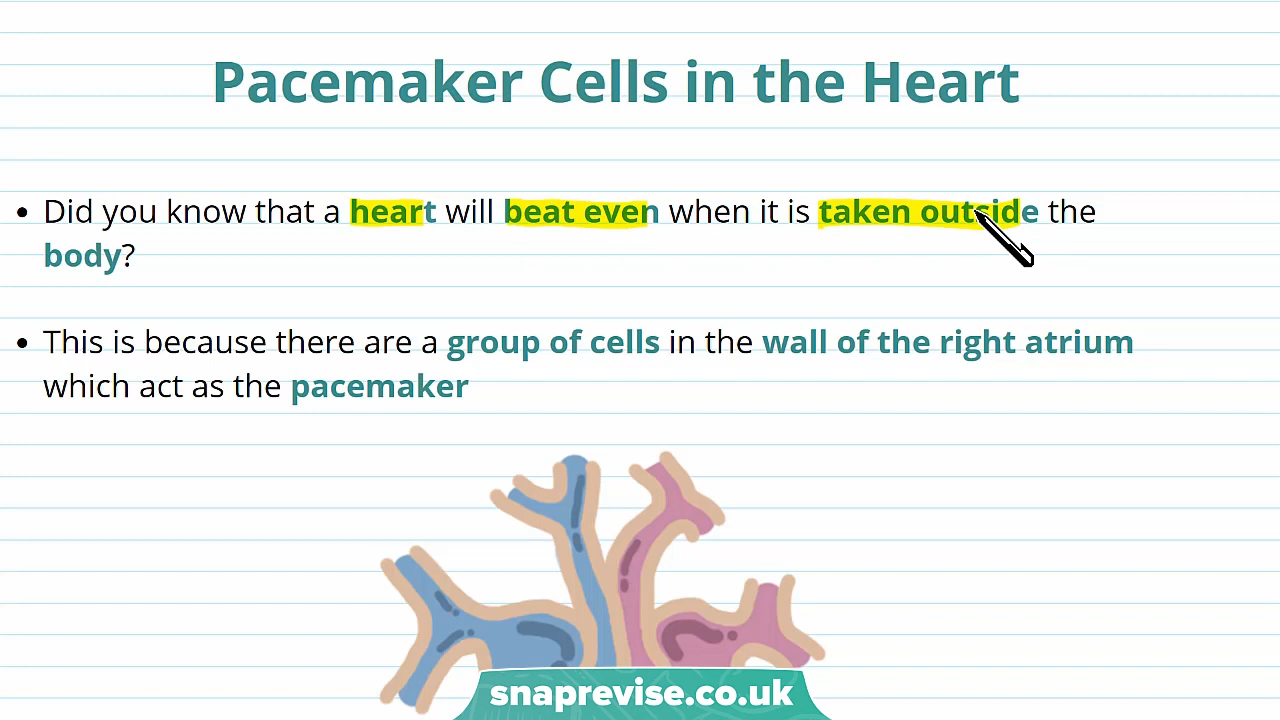 Pacemaker Cells in the Heart
• Did you know that a heart will beat even when it is taken outside the
body?
• This is because there are a group of cells in the wall of the right atrium
which act as the pacemaker
snaprevise.co.uk